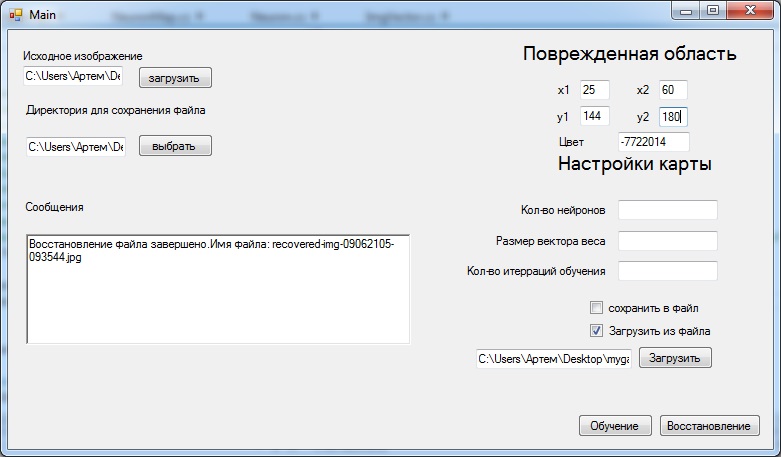 Main
Исходное изображение
C:\Users\Артем\De
загрузить
Директория для сохранения файла
C:\Users\Артем\De
выбрать
Сообщения
Восстановление файла завершено.Имя файла: recovered-img-09062105-
093544.jpg
Поврежденная область
x1 25 x2 60
y1 144 y2 180
Цвет -7722014
Настройки карты
Кол-во нейронов
Размер вектора веса
Кол-во итерраций обучения
сохранить в файл
Загрузить из файла
C:\Users\Артем\Desktop\myga
Загрузить
Обучение
Восстановление